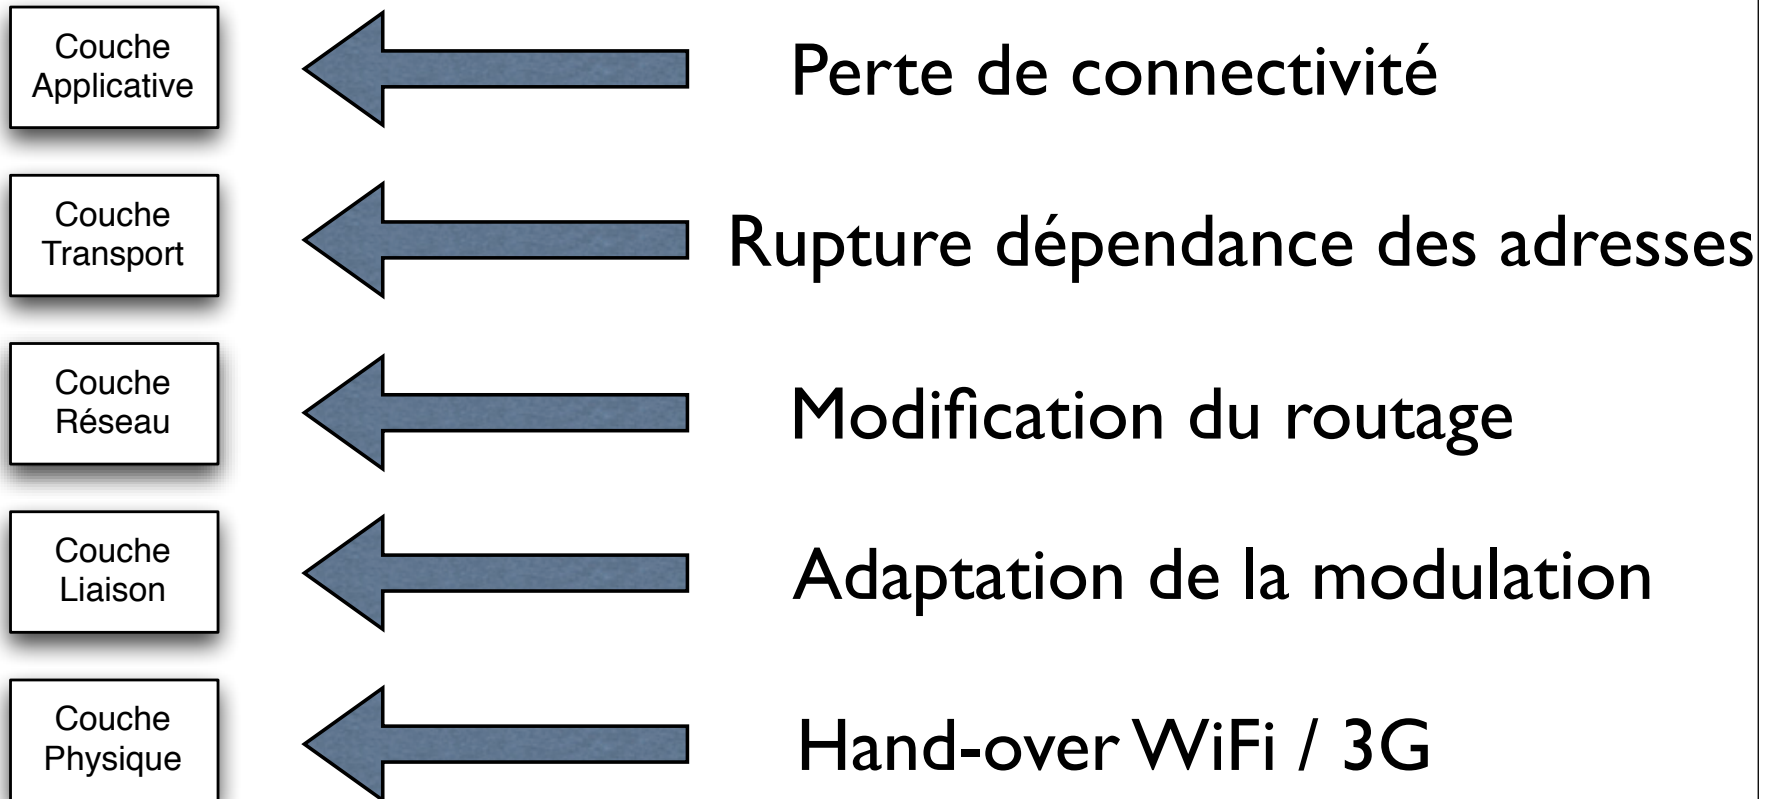 Couche
Applicative
Perte de connectivité
Couche
Transport
Rupture dépendance des adresses
Couche
Réseau
Modification du routage
Couche
Liaison
Adaptation de la modulation
Couche
Physique
Hand-over WiFi / 3G